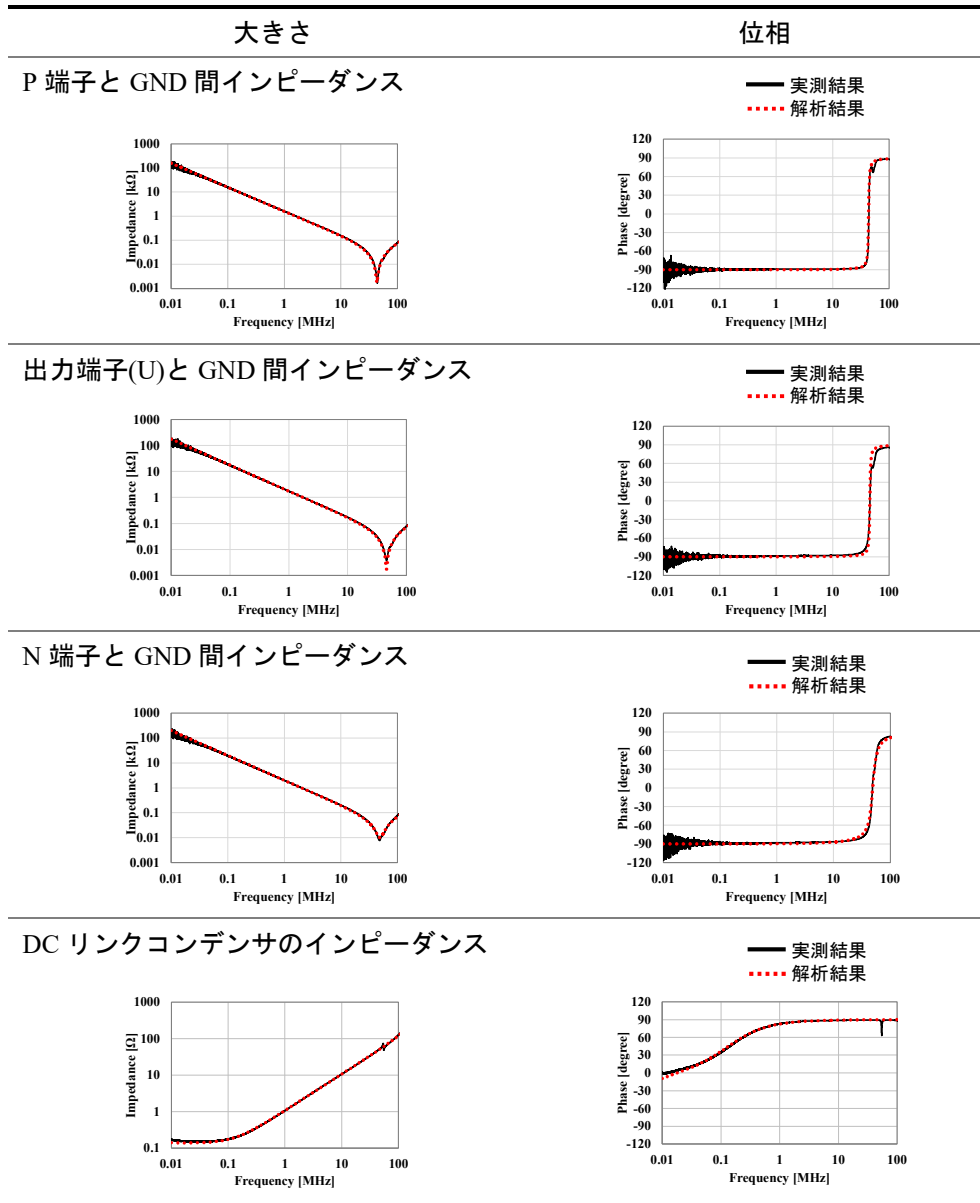 大きさ 位相
P 端子と GND 間インピーダンス
実測結果
解析結果
1000
100
10
1
0.1
0.01
0.001
Impedance [kΩ]
0.01 0.1 1 10 100
Frequency [MHz]
120
90
60
30
0
-30
-60
-90
-120
Phase [degree]
0.01 0.1 1 10 100
Frequency [MHz]
出力端子(U)と GND 間インピーダンス
実測結果
解析結果
1000
100
10
1
0.1
0.01
0.001
Impedance [kΩ]
0.01 0.1 1 10 100
Frequency [MHz]
120
90
60
30
0
-30
-60
-90
-120
Phase [degree]
0.01 0.1 1 10 100
Frequency [MHz]
N 端子と GND 間インピーダンス
実測結果
解析結果
1000
100
10
1
0.1
0.01
0.001
Impedance [kΩ]
0.01 0.1 1 10 100
Frequency [MHz]
120
90
60
30
0
-30
-60
-90
-120
Phase [degree]
0.01 0.1 1 10 100
Frequency [MHz]
DC リンクコンデンサのインピーダンス
実測結果
解析結果
1000
100
10
1
0.1
Impedance [Ω]
0.01 0.1 1 10 100
Frequency [MHz]
120
90
60
30
0
-30
-60
-90
-120
Phase [degree]
0.01 0.1 1 10 100
Frequency [MHz]